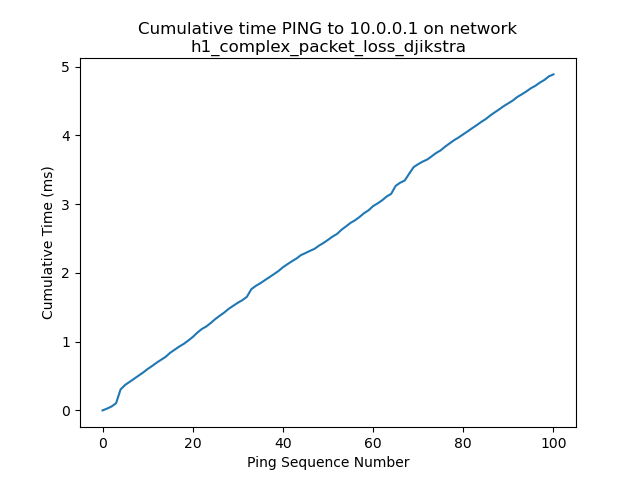 Cumulative time PING to 10.0.0.1 on network
h1_complex_packet_loss_djikstra
5
4
3
2
1
0
Cumulative Time (ms)
0 20 40 60 80 100
Ping Sequence Number